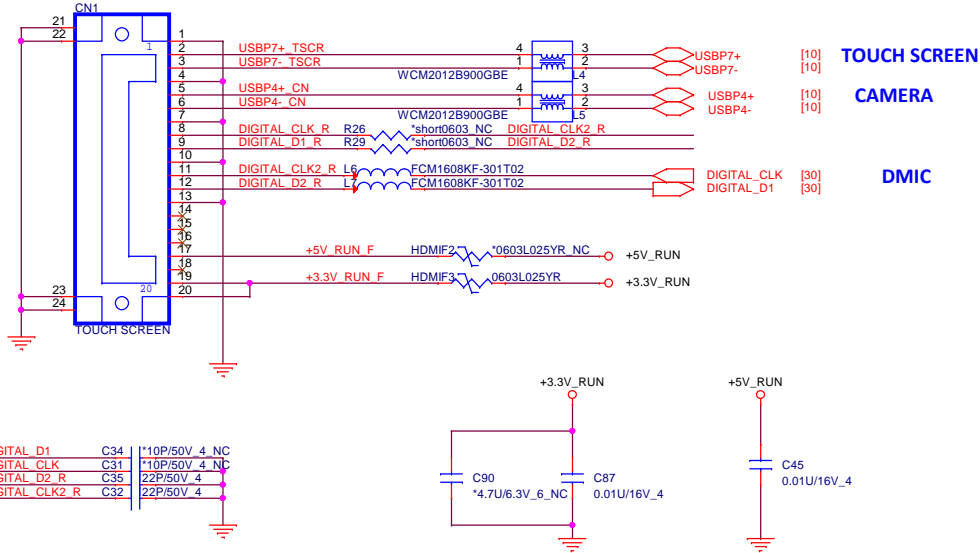 CN1
21
22
1
1
2 USBP7+_TSCR 4 3 USBP7+ [10] TOUCH SCREEN
3 USBP7-_TSCR 1 2 USBP7- [10]
4 WCM2012B900GBE L4
5 USBP4+_CN 4 3 USBP4+ [10] CAMERA
6 USBP4-_CN 1 2 USBP4- [10]
7 WCM2012B900GBE L5
8 DIGITAL_CLK_R R26 *short0603_NC DIGITAL_CLK2_R
9 DIGITAL_D1_R R29 *short0603_NC DIGITAL_D2_R
10
11 DIGITAL_CLK2_R L6 FCM1608KF-301T02 DIGITAL_CLK [30] DMIC
12 DIGITAL_D2_R L7 FCM1608KF-301T02 DIGITAL_D1 [30]
13
14
15
16
17 +5V_RUN_F HDMIF2 *0603L025YR_NC +5V_RUN
18
19 +3.3V_RUN_F HDMIF3 0603L025YR +3.3V_RUN
20 20
23
24
TOUCH SCREEN
+3.3V_RUN +5V_RUN
GITAL_D1 C34 *10P/50V_4_NC
GITAL_CLK C31 *10P/50V_4_NC
GITAL_D2_R C35 22P/50V_4
GITAL_CLK2_R C32 22P/50V_4
C90 C87 C45
*4.7U/6.3V_6_NC 0.01U/16V_4 0.01U/16V_4